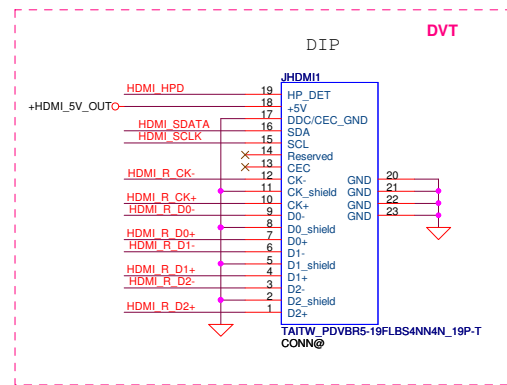 DVT
DIP
JHDMI1
HDMI_HPD 19 HP_DET
+HDMI_5V_OUT 18 +5V
17 DDC/CEC_GND
HDMI_SDATA 16 SDA
HDMI_SCLK 15 SCL
14 Reserved
13 CEC
HDMI_R_CK- 12 CK- GND 20
11 CK_shield GND 21
HDMI_R_CK+ 10 CK+ GND 22
HDMI_R_D0- 9 D0- GND 23
8 D0_shield
HDMI_R_D0+ 7 D0+
HDMI_R_D1- 6 D1-
5 D1_shield
HDMI_R_D1+ 4 D1+
HDMI_R_D2- 3 D2-
2 D2_shield
HDMI_R_D2+ 1 D2+
TAITW_PDVBR5-19FLBS4NN4N_19P-T
CONN@